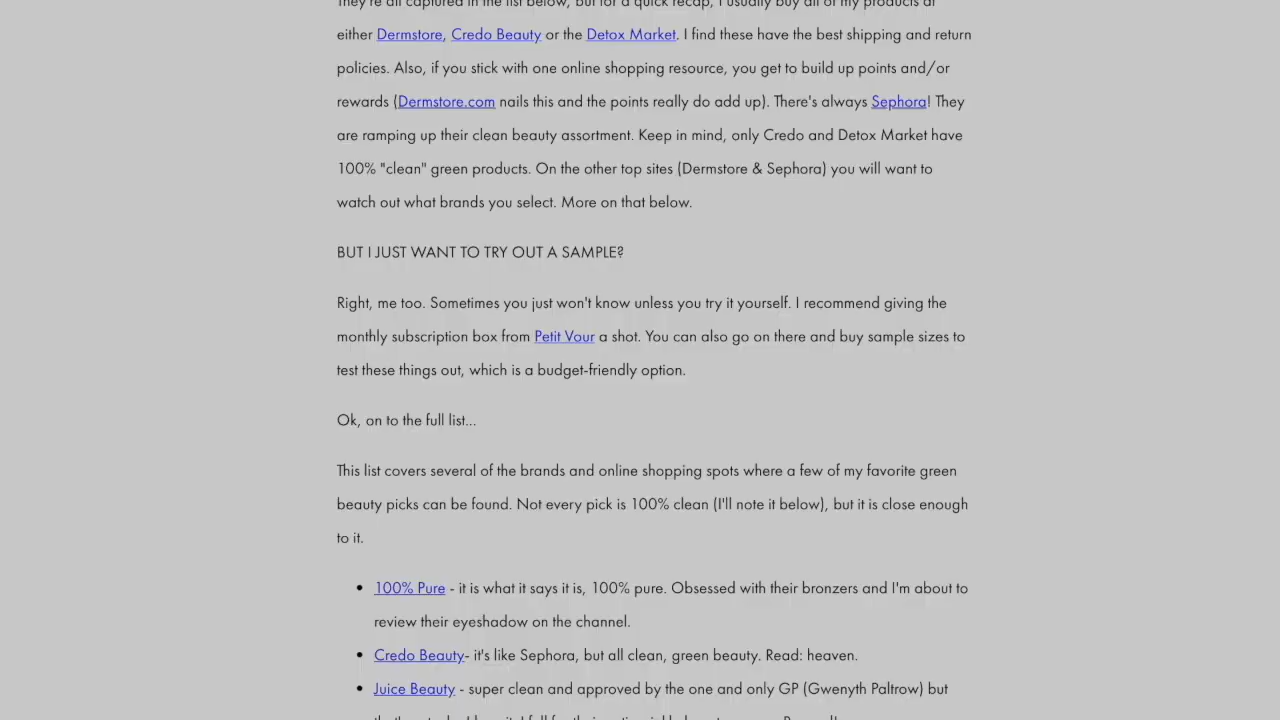 They're all captured in the list below, but for a quick recap, I usually buy all of my products at
either Dermstore, Credo Beauty or the Detox Market. I find these have the best shipping and return
policies. Also, if you stick with one online shopping resource, you get to build up points and/or
rewards (Dermstore.com nails this and the points really do add up). There's always Sephora! They
are ramping up their clean beauty assortment. Keep in mind, only Credo and Detox Market have
100% "clean" green products. On the other top sites (Dermstore & Sephora) you will want to
watch out what brands you select. More on that below.
BUT I JUST WANT TO TRY OUT A SAMPLE?
Right, me too. Sometimes you just won't know unless you try it yourself. I recommend giving the
monthly subscription box from Petit Vour a shot. You can also go on there and buy sample sizes to
test these things out, which is a budget-friendly option.
Ok, on to the full list...
This list covers several of the brands and online shopping spots where a few of my favorite green
beauty picks can be found. Not every pick is 100% clean (I'll note it below), but it is close enough
to it.
• 100% Pure - it is what it says it is, 100% pure. Obsessed with their bronzers and I'm about to
review their eyeshadow on the channel.
• Credo Beauty- it's like Sephora, but all clean, green beauty. Read: heaven.
• Juice Beauty - super clean and approved by the one and only GP (Gwenyth Paltrow) but